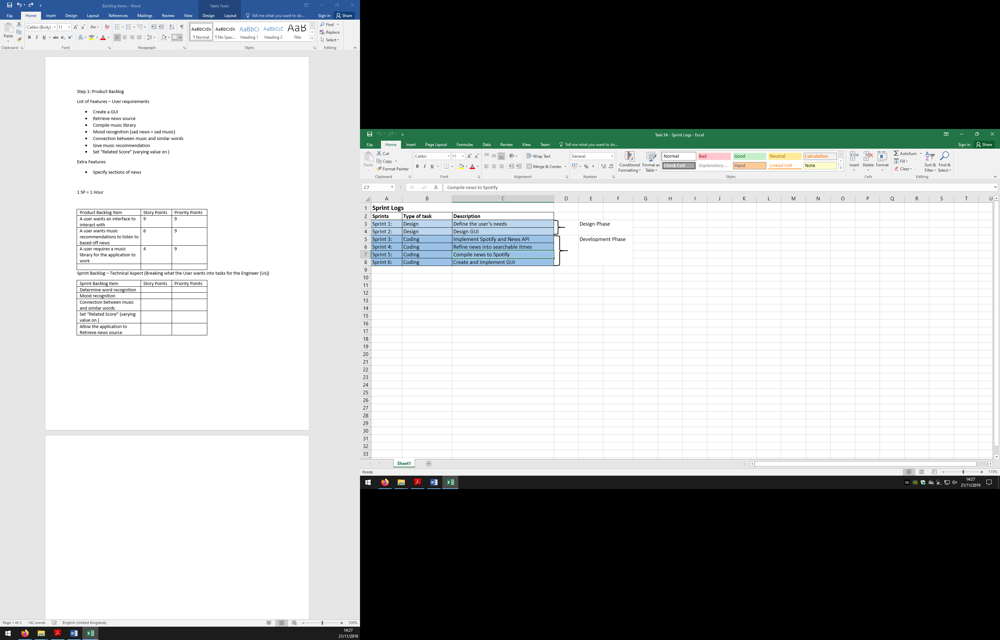 Backlog Items - Word
Table Tools
File Home Insert Design Layout References Mailings Review View Design Layout Tell me what you want to do... Sign in Share
Calibri (Body) 11
Paste
AaBbCcDc AaBbCcDc AaBbCc AaBbCcE AaB
¶ Normal ¶ No Spac... Heading 1 Heading 2 Title
Find
Replace
Select
Clipboard Font Paragraph Styles Editing
Step 1: Product Backlog
List of Features – User requirements
• Create a GUI
• Retrieve news source
• Compile music library
• Mood recognition (sad news = sad music)
• Connection between music and similar words
• Give music recommendation
• Set “Related Score” (varying value on )
Extra Features
• Specify sections of news
1 SP = 1 Hour
Product Backlog Item Story Points Priority Points
A user wants an interface to 9 9
interact with
A user wants music 6 9
recommendations to listen to
based off news
A user requires a music 4 9
library for the application to
work
Sprint Backlog – Technical Aspect (Breaking what the User wants into tasks for the Engineer (Us))
Sprint Backlog Item Story Points Priority Points
Determine word recognition
Mood recognition
Connection between music
and similar words
Set “Related Score” (varying
value on )
Allow the application to
Retrieve news source
Page 1 of 2 142 words English (United Kingdom) 100%
14:27
21/11/2019
Task 3A - Sprint Logs - Excel
File Home Insert Page Layout Formulas Data Review View Team Tell me what you want to do... Sign in Share
Paste
Cut
Copy
Format Painter
Calibri 11
Wrap Text
Merge & Center
General
Conditional Formatting
Format as Table
Normal Bad Good Neutral Calculation
Check Cell Explanatory ... Input Linked Cell Note
Insert Delete Format
AutoSum
Fill
Clear
Sort & Filter
Find & Select
Clipboard Font Alignment Number Styles Cells Editing
C7 fx Compile news to Spotify
A B C D E F G H I J K L M N O P Q R S T U
1 Sprint Logs
2 Sprints Type of task Description
3 Sprint 1: Design Define the user’s needs Design Phase
4 Sprint 2: Design Design GUI
5 Sprint 3: Coding Implement Spotify and News API Development Phase
6 Sprint 4: Coding Refine news into searchable itmes
7 Sprint 5: Coding Compile news to Spotify
8 Sprint 6: Coding Create and implement GUI
9
10
11
12
13
14
15
16
17
18
19
20
21
22
23
24
25
26
27
28
29
30
31
32
33
Sheet1
Ready 115%
14:27
21/11/2019